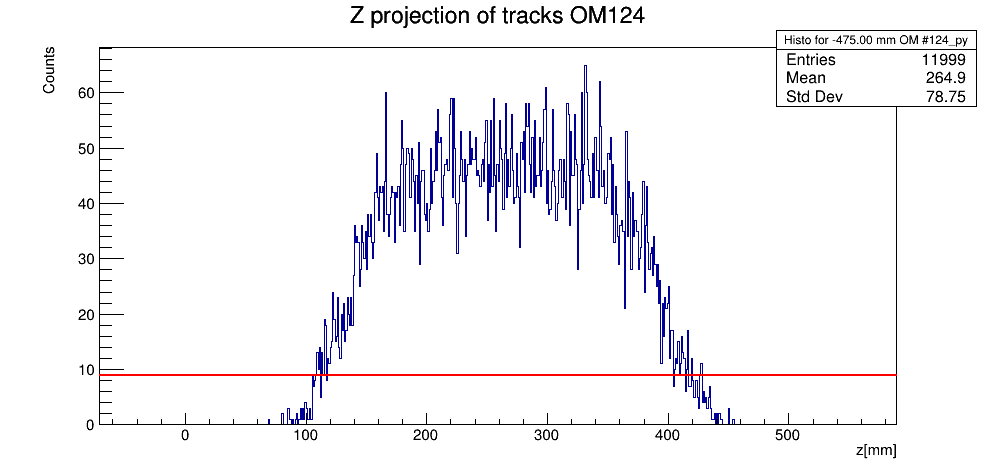 Z projection of tracks OM124
Histo for -475.00 mm OM #124_py
Entries 11999
Mean 264.9
Std Dev 78.75
Counts
60
50
40
30
20
10
0
0 100 200 300 400 500
z[mm]